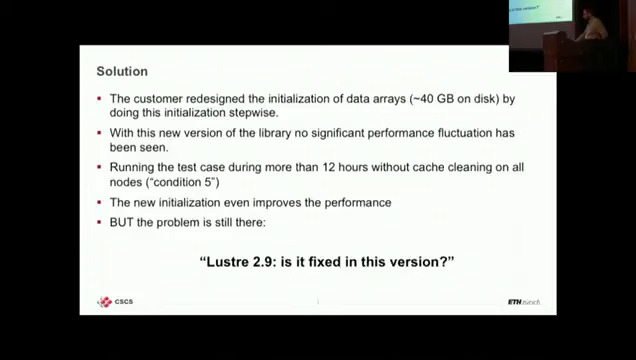 Solution
The customer redesigned the initialization of data arrays (~40 GB on disk) by
doing this initialization stepwise.
With this new version of the library no significant performance fluctuation has
been seen.
Running the test case during more than 12 hours without cache cleaning on all
nodes (“condition 5”)
The new initialization even improves the performance
BUT the problem is still there:
“Lustre 2.9: is it fixed in this version?”
CSCS
ETH zürich